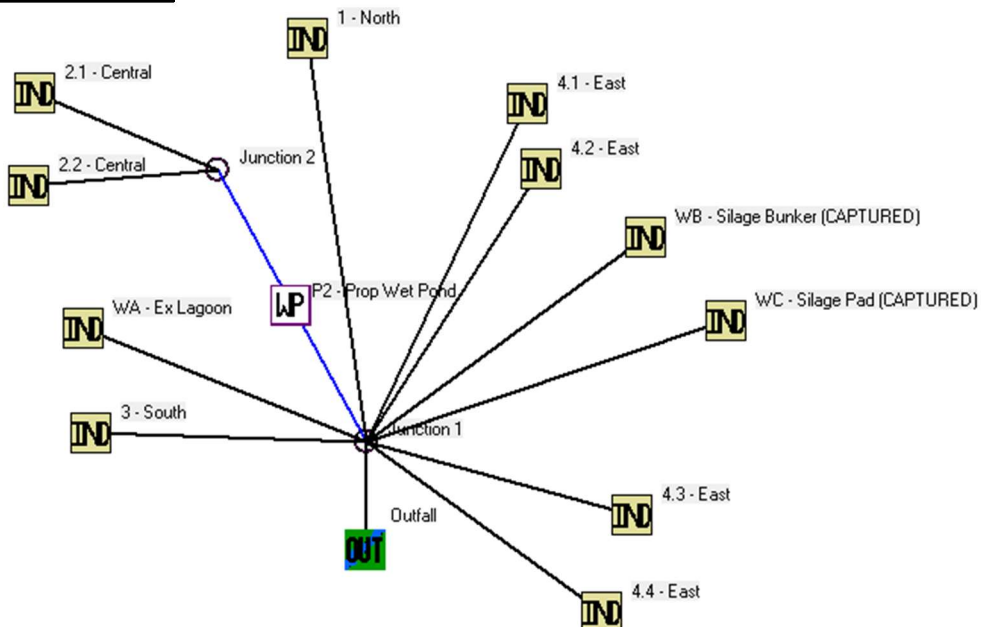 1 - North
IND
2.1 - Central
IND
4.1 - East
IND
4.2 - East
IND
Junction 2
2.2 - Central
IND
WB - Silage Bunker (CAPTURED)
IND
P2 - Prop Wet Pond
WP
WA - Ex Lagoon
IND
WC - Silage Pad (CAPTURED)
IND
3 - South
IND
Junction 1
4.3 - East
IND
Outfall
OUT
4.4 - East
IND